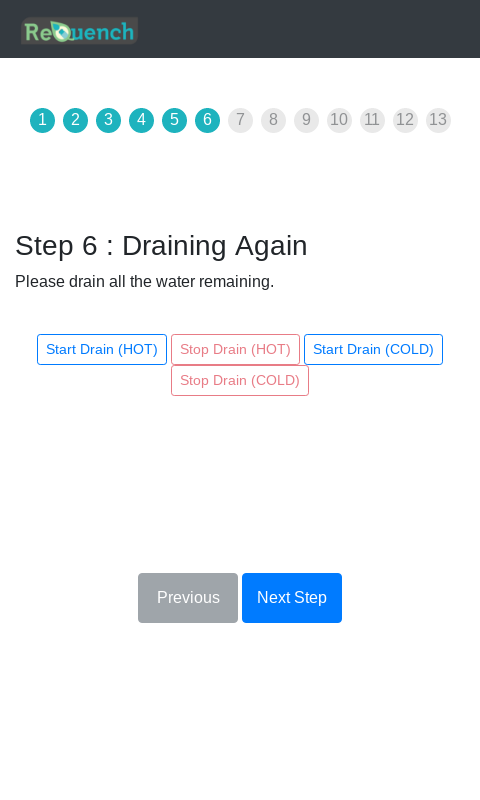 ReQuench
1 2 3 4 5 6 7 8 9 10 11 12 13
Step 6 : Draining Again
Please drain all the water remaining.
Start Drain (HOT) Stop Drain (HOT) Start Drain (COLD)
Stop Drain (COLD)
Previous Next Step